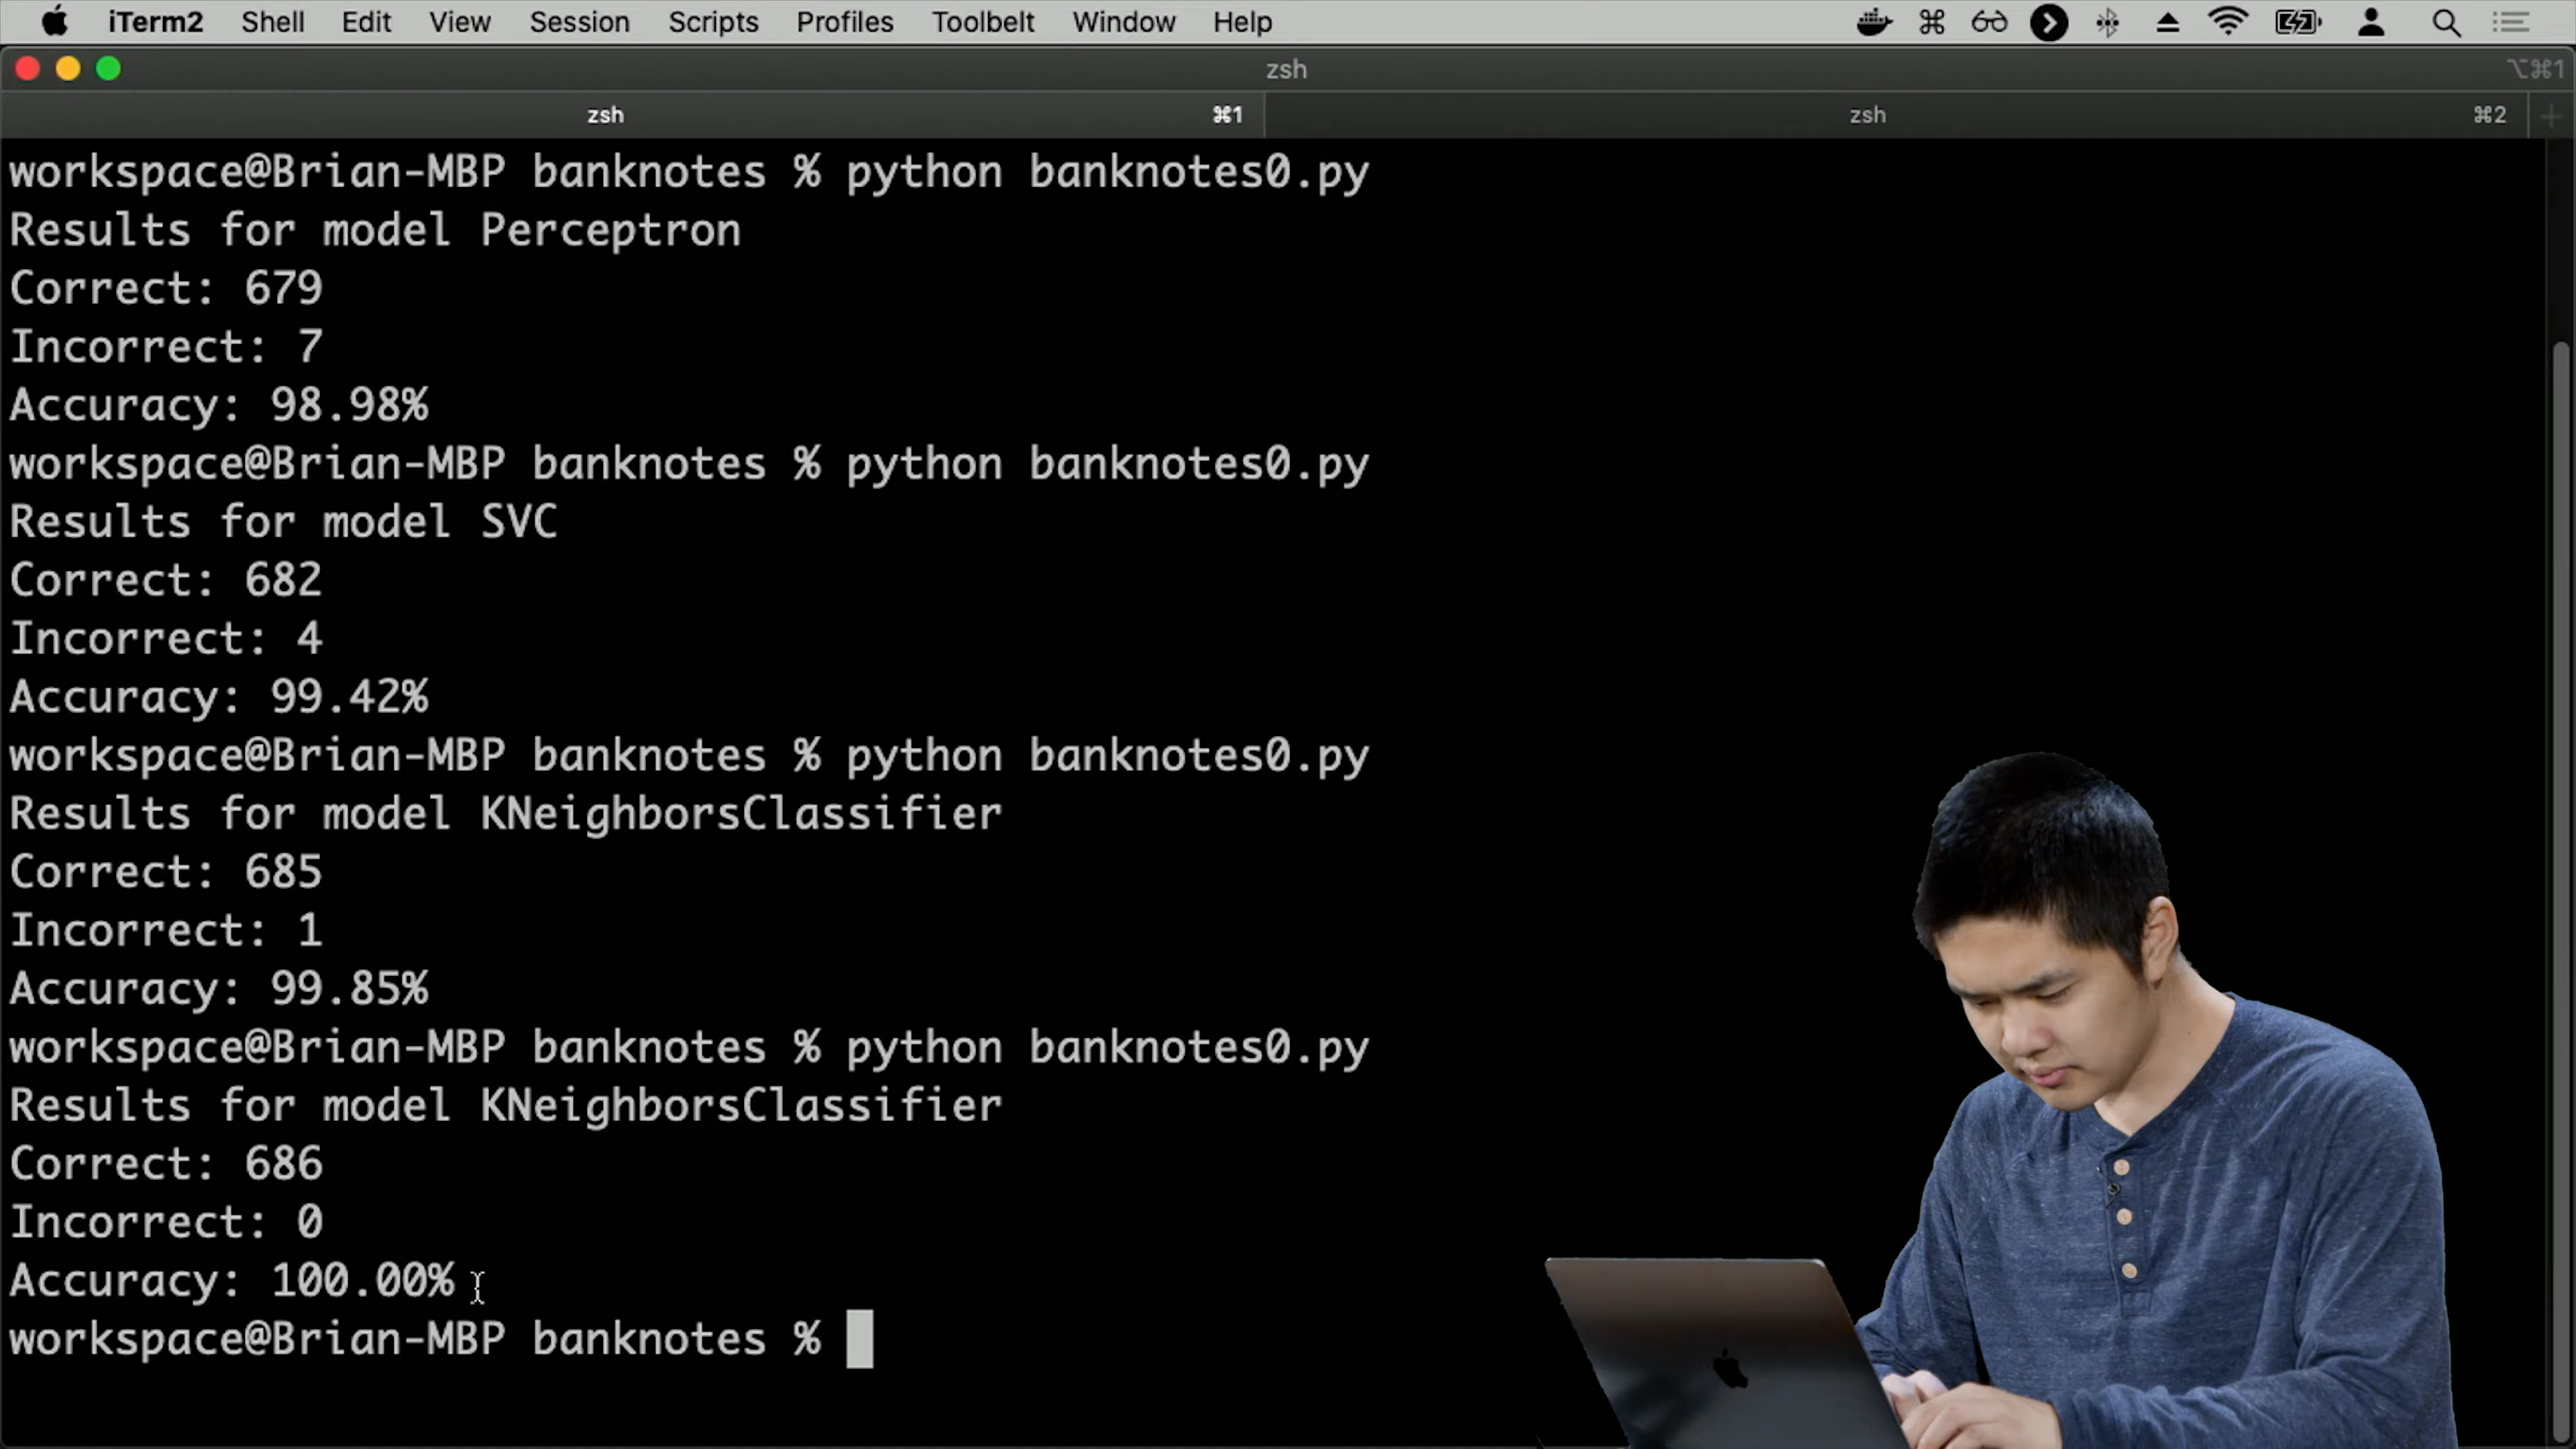 iTerm2 Shell Edit View Session Scripts Profiles Toolbelt Window Help
zsh ⌥⌘1
zsh ⌘1 zsh ⌘2
workspace@Brian-MBP banknotes % python banknotes0.py
Results for model Perceptron
Correct: 679
Incorrect: 7
Accuracy: 98.98%
workspace@Brian-MBP banknotes % python banknotes0.py
Results for model SVC
Correct: 682
Incorrect: 4
Accuracy: 99.42%
workspace@Brian-MBP banknotes % python banknotes0.py
Results for model KNeighborsClassifier
Correct: 685
Incorrect: 1
Accuracy: 99.85%
workspace@Brian-MBP banknotes % python banknotes0.py
Results for model KNeighborsClassifier
Correct: 686
Incorrect: 0
Accuracy: 100.00%
workspace@Brian-MBP banknotes %